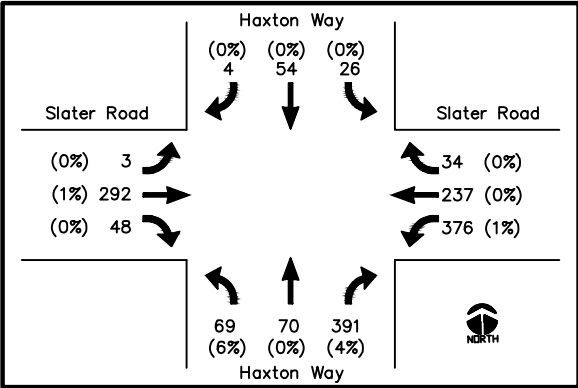 Haxton Way
(0%) (0%) (0%)
4 54 26
Slater Road
Slater Road
(0%) 3
34 (0%)
(1%) 292
237 (0%)
(0%) 48
376 (1%)
69 70 391
(6%) (0%) (4%)
Haxton Way
NORTH